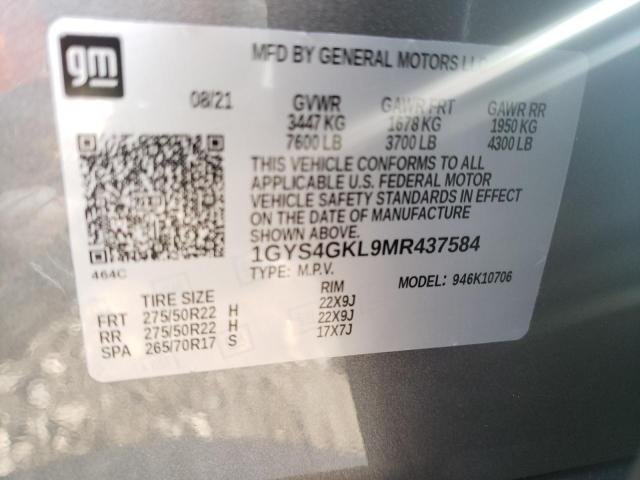 gm
MFD BY GENERAL MOTORS LLC
08/21 GVWR GAWR FRT GAWR RR
3447 KG 1678 KG 1950 KG
7600 LB 3700 LB 4300 LB
THIS VEHICLE CONFORMS TO ALL
APPLICABLE U.S. FEDERAL MOTOR
VEHICLE SAFETY STANDARDS IN EFFECT
ON THE DATE OF MANUFACTURE
SHOWN ABOVE.
1GYS4GKL9MR437584
464C
TYPE: M.P.V. MODEL: 946K10706
TIRE SIZE RIM
FRT 275/50R22 H 22X9J
RR 275/50R22 H 22X9J
SPA 265/70R17 S 17X7J